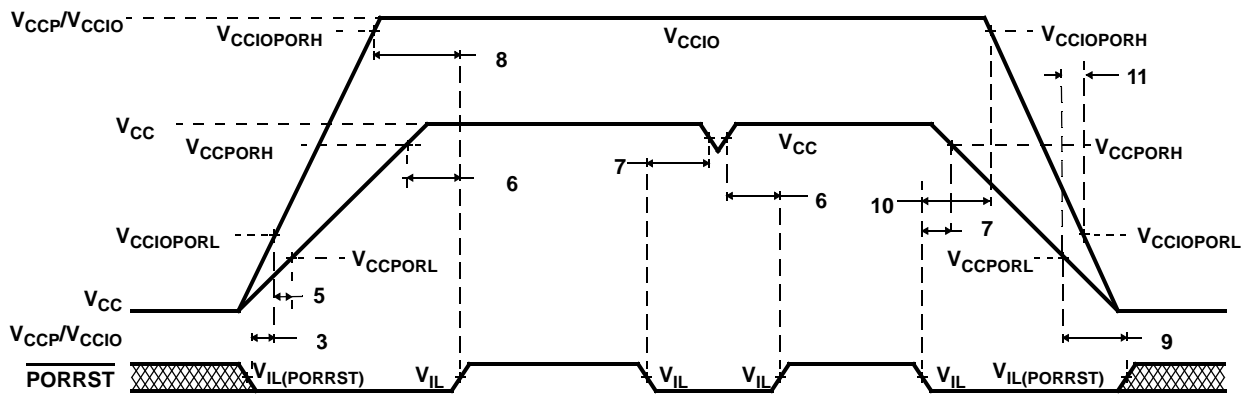 VCCP/VCCIO
VCCIOPORH
VCCIO
VCCIOPORH
8
11
VCC
VCCPORH
VCC
VCCPORH
7
6
6
10
7
VCCIOPORL
VCCPORL
VCCPORL
VCCIOPORL
VCC
5
VCCP/VCCIO
3
9
PORRST
VIL(PORRST)
VIL
VIL
VIL
VIL
VIL(PORRST)